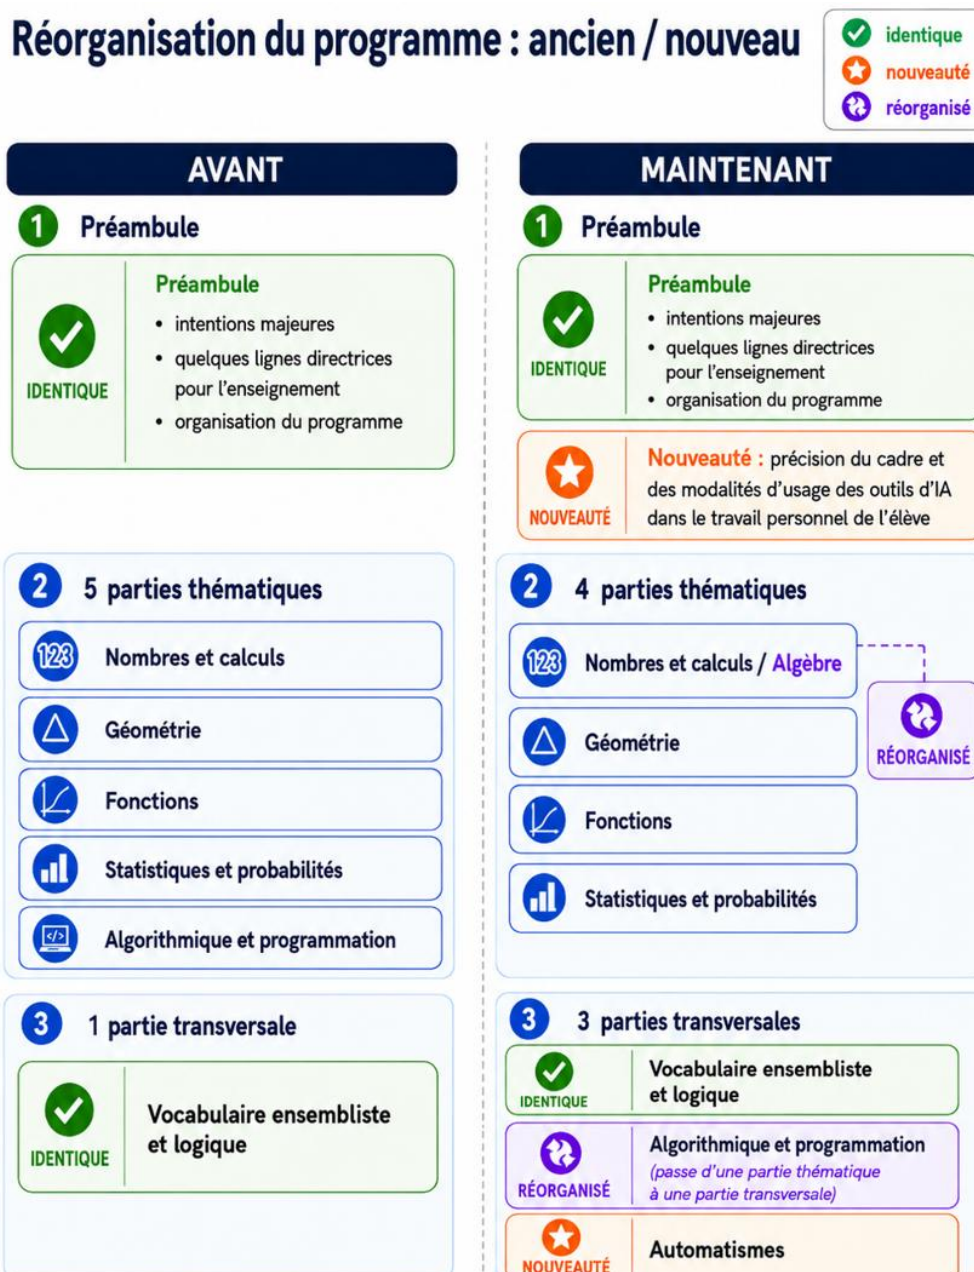 Réorganisation du programme : ancien / nouveau
identique
nouveauté
réorganisé
AVANT
1 Préambule
IDENTIQUE
Préambule
• intentions majeures
• quelques lignes directrices
pour l'enseignement
• organisation du programme
2 5 parties thématiques
123 Nombres et calculs
Géométrie
Fonctions
Statistiques et probabilités
</> Algorithmique et programmation
3 1 partie transversale
IDENTIQUE
Vocabulaire ensembliste
et logique
MAINTENANT
1 Préambule
IDENTIQUE
Préambule
• intentions majeures
• quelques lignes directrices
pour l'enseignement
• organisation du programme
NOUVEAUTÉ
Nouveauté : précision du cadre et
des modalités d'usage des outils d'IA
dans le travail personnel de l'élève
2 4 parties thématiques
123 Nombres et calculs / Algèbre
RÉORGANISÉ
Géométrie
Fonctions
Statistiques et probabilités
3 3 parties transversales
IDENTIQUE
Vocabulaire ensembliste
et logique
RÉORGANISÉ
Algorithmique et programmation
(passe d'une partie thématique
à une partie transversale)
NOUVEAUTÉ
Automatismes